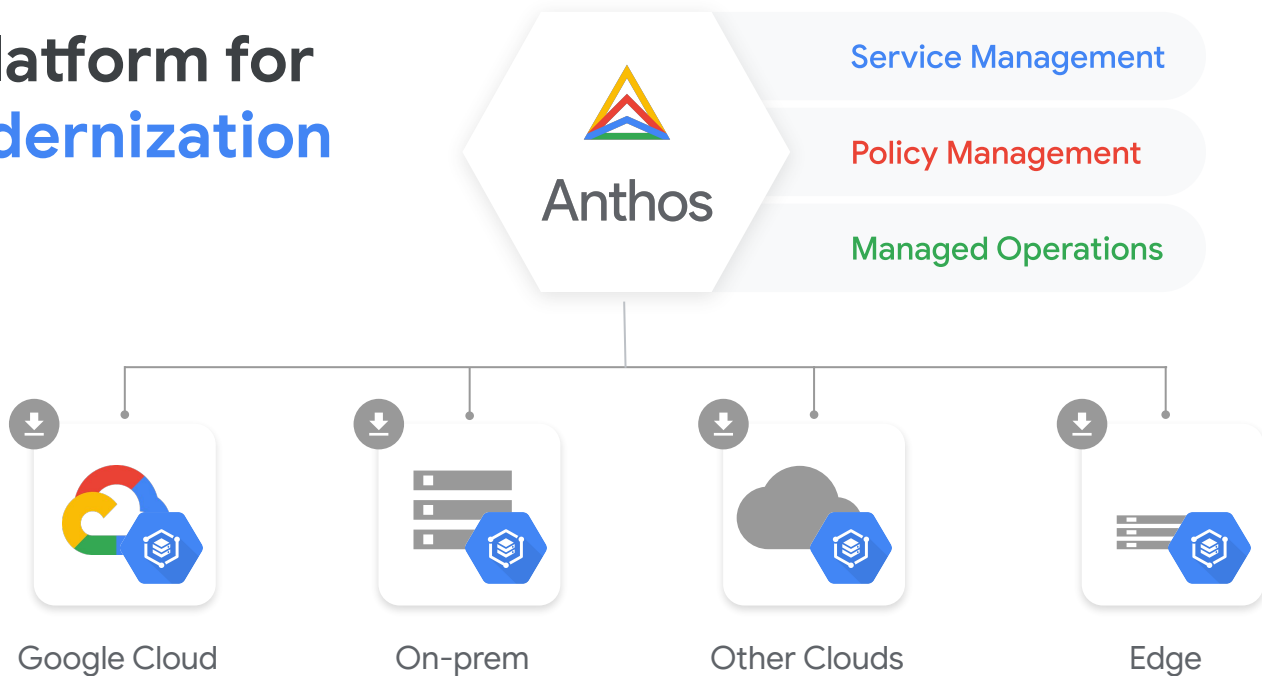 latform for
dernization
Anthos
Service Management
Policy Management
Managed Operations
Google Cloud
On-prem
Other Clouds
Edge